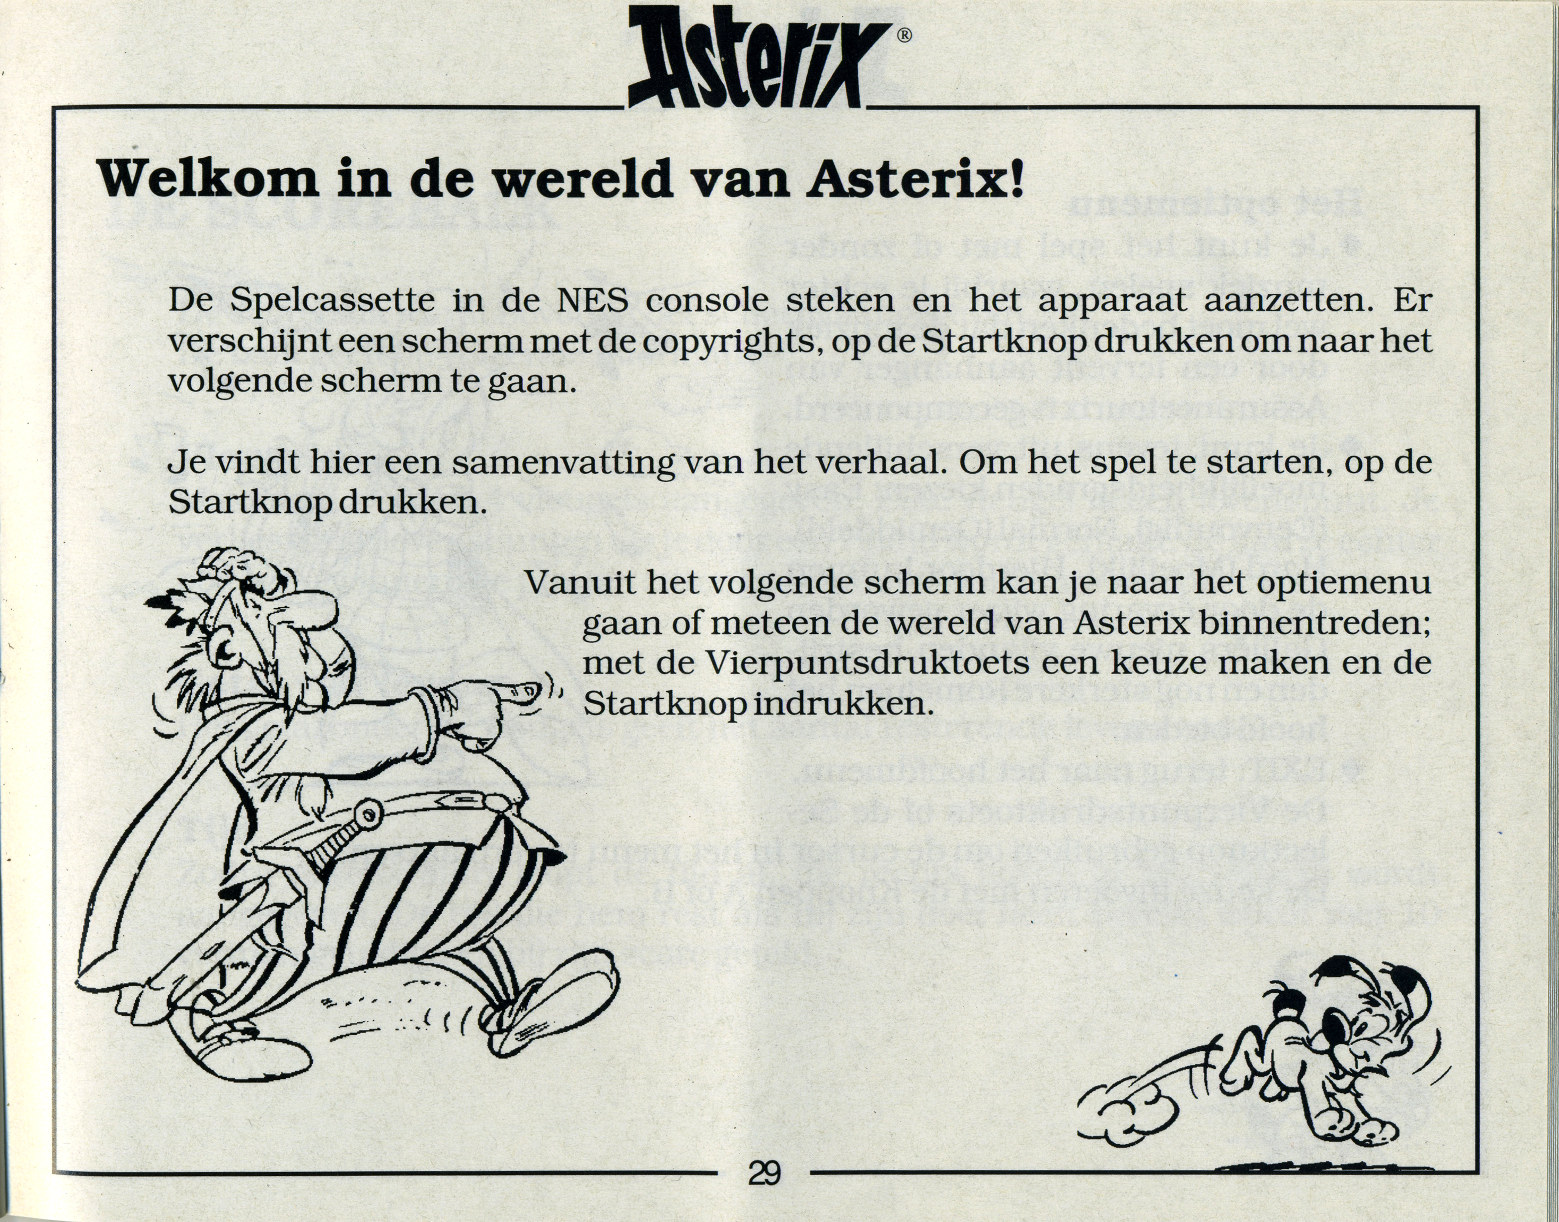 Asterix®
Welkom in de wereld van Asterix!
De Spelcassette in de NES console steken en het apparaat aanzetten. Er
verschijnt een scherm met de copyrights, op de Startknop drukken om naar het
volgende scherm te gaan.
Je vindt hier een samenvatting van het verhaal. Om het spel te starten, op de
Startknop drukken.
Vanuit het volgende scherm kan je naar het optiemenu
gaan of meteen de wereld van Asterix binnentreden;
met de Vierpuntsdruktoets een keuze maken en de
Startknop indrukken.
29